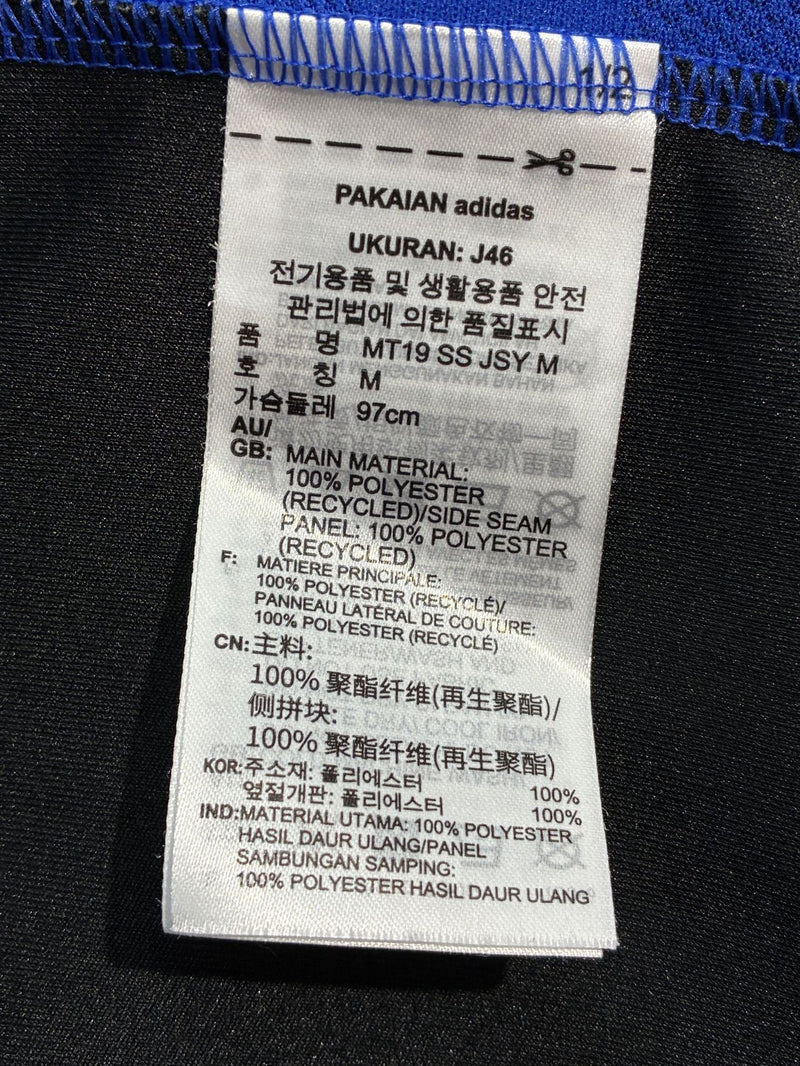 1/2
PAKAIAN adidas
UKURAN: J46
전기용품 및 생활용품 안전
관리법에 의한 품질표시
품 명 MT19 SS JSY M
호 칭 M
가슴둘레 97cm
AU/
GB: MAIN MATERIAL:
100% POLYESTER
(RECYCLED)/SIDE SEAM
PANEL: 100% POLYESTER
(RECYCLED)
F: MATIERE PRINCIPALE:
100% POLYESTER (RECYCLÉ)/
PANNEAU LATÉRAL DE COUTURE:
100% POLYESTER (RECYCLÉ)
CN:主料:
100% 聚酯纤维(再生聚酯)/
侧拼块:
100% 聚酯纤维(再生聚酯)
KOR:주소재: 폴리에스터 100%
옆절개판: 폴리에스터 100%
IND:MATERIAL UTAMA: 100% POLYESTER
HASIL DAUR ULANG/PANEL
SAMBUNGAN SAMPING:
100% POLYESTER HASIL DAUR ULANG